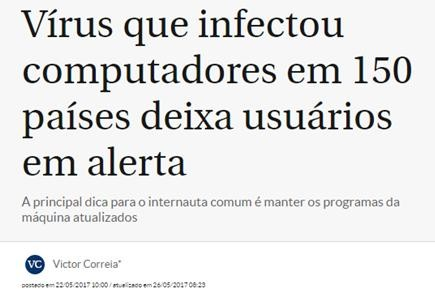 Vírus que infectou
computadores em 150
países deixa usuários
em alerta
A principal dica para o internauta comum é manter os programas da
máquina atualizados
VC Victor Correia*
postado em 22/05/2017 10:00 / atualizado em 26/05/2017 08:23